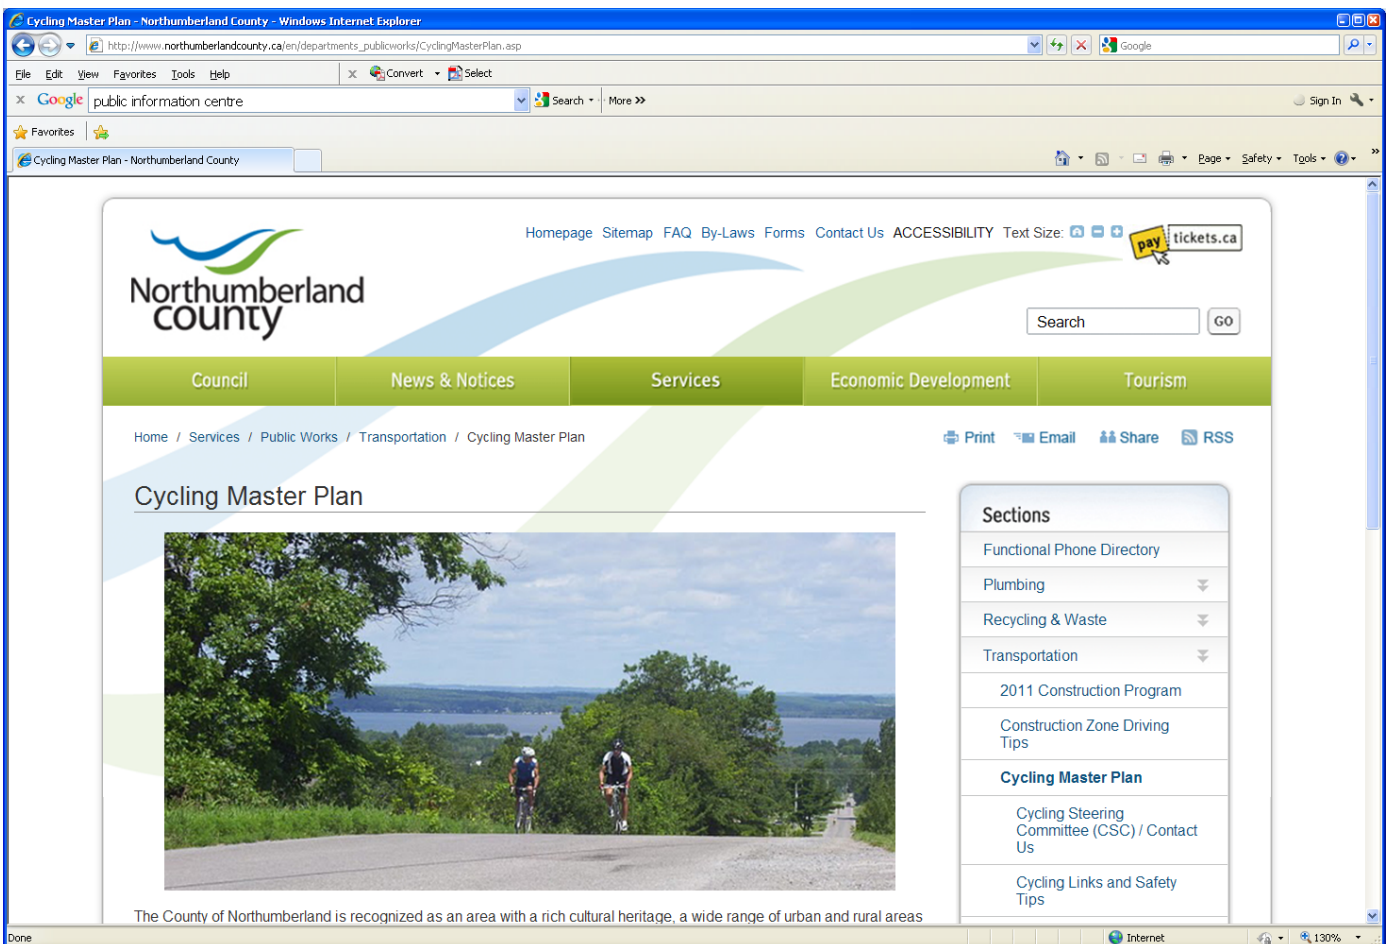 Cycling Master Plan - Northumberland County - Windows Internet Explorer
http://www.northumberlandcounty.ca/en/departments_publicworks/CyclingMasterPlan.asp
Google
File Edit View Favorites Tools Help
x Convert Select
x Google public information centre Search More >>
Sign In
Favorites
Cycling Master Plan - Northumberland County
Page Safety Tools
Homepage Sitemap FAQ By-Laws Forms Contact Us ACCESSIBILITY Text Size:
pay tickets.ca
Northumberland
county
Search GO
Council News & Notices Services Economic Development Tourism
Home / Services / Public Works / Transportation / Cycling Master Plan
Print Email Share RSS
Cycling Master Plan
Sections
Functional Phone Directory
Plumbing
Recycling & Waste
Transportation
2011 Construction Program
Construction Zone Driving
Tips
Cycling Master Plan
Cycling Steering
Committee (CSC) / Contact
Us
Cycling Links and Safety
Tips
The County of Northumberland is recognized as an area with a rich cultural heritage, a wide range of urban and rural areas
Done
Internet
130%